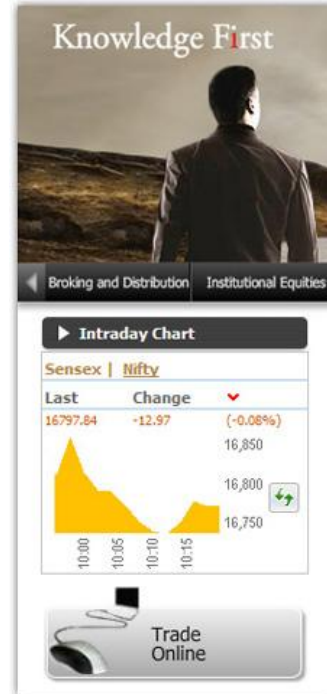 Knowledge First
Broking and Distribution Institutional Equities
Intraday Chart
Sensex | Nifty
Last Change
16797.84 -12.97 (-0.08%)
16,850
16,800
16,750
10:00 10:05 10:10 10:15
Trade
Online